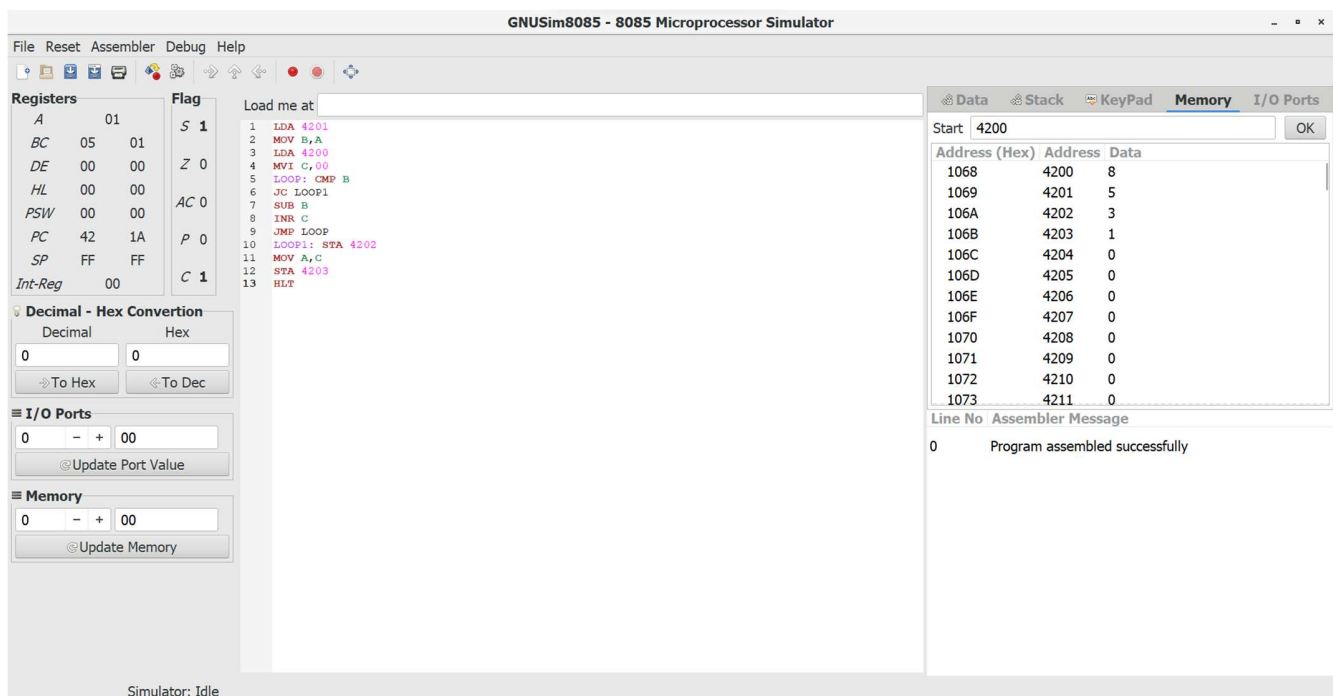 GNUSim8085 - 8085 Microprocessor Simulator
File Reset Assembler Debug Help
Registers
A 01
BC 05 01
DE 00 00
HL 00 00
PSW 00 00
PC 42 1A
SP FF FF
Int-Reg 00
Flag
S 1
Z 0
AC 0
P 0
C 1
Decimal - Hex Convertion
Decimal Hex
0 0
To Hex To Dec
I/O Ports
0 - + 00
Update Port Value
Memory
0 - + 00
Update Memory
Load me at
1 LDA 4201
2 MOV B,A
3 LDA 4200
4 MVI C,00
5 LOOP: CMP B
6 JC LOOP1
7 SUB B
8 INR C
9 JMP LOOP
10 LOOP1: STA 4202
11 MOV A,C
12 STA 4203
13 HLT
Data Stack KeyPad Memory I/O Ports
Start 4200 OK
Address (Hex) Address Data
1068 4200 8
1069 4201 5
106A 4202 3
106B 4203 1
106C 4204 0
106D 4205 0
106E 4206 0
106F 4207 0
1070 4208 0
1071 4209 0
1072 4210 0
1073 4211 0
Line No Assembler Message
0 Program assembled successfully
Simulator: Idle